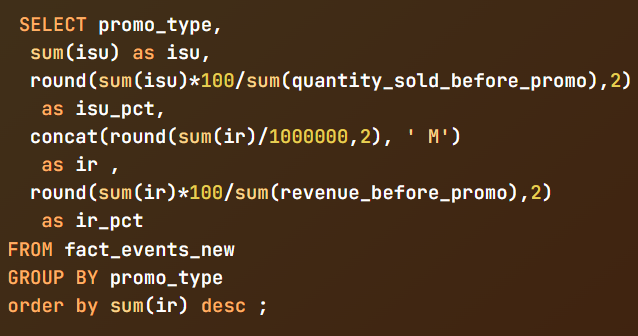 SELECT promo_type,
sum(isu) as isu,
round(sum(isu)*100/sum(quantity_sold_before_promo),2)
as isu_pct,
concat(round(sum(ir)/1000000,2), ' M')
as ir ,
round(sum(ir)*100/sum(revenue_before_promo),2)
as ir_pct
FROM fact_events_new
GROUP BY promo_type
order by sum(ir) desc ;